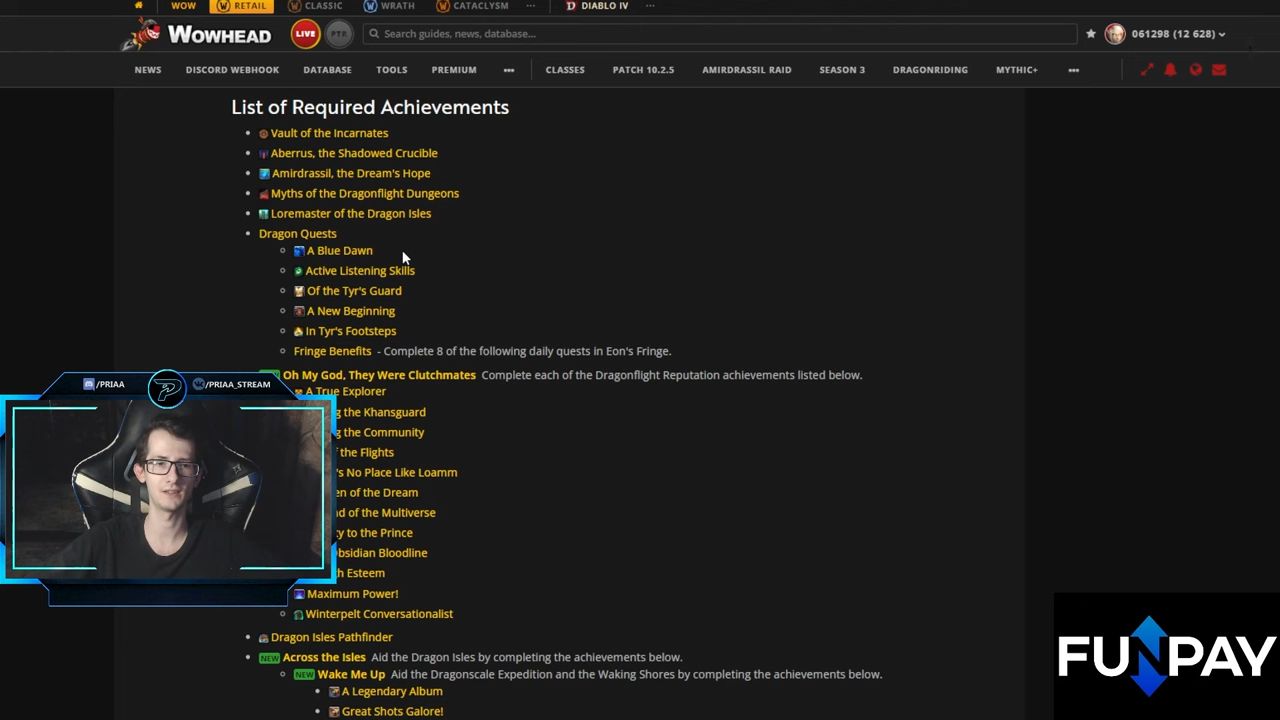 WOW
RETAIL
CLASSIC
WRATH
CATACLYSM
DIABLO IV
WOWHEAD
LIVE
PTR
Search guides, news, database...
061298 (12 628)
NEWS
DISCORD WEBHOOK
DATABASE
TOOLS
PREMIUM
CLASSES
PATCH 10.2.5
AMIRDRASSIL RAID
SEASON 3
DRAGONRIDING
MYTHIC+
List of Required Achievements
Vault of the Incarnates
Aberrus, the Shadowed Crucible
Amirdrassil, the Dream's Hope
Myths of the Dragonflight Dungeons
Loremaster of the Dragon Isles
Dragon Quests
A Blue Dawn
Active Listening Skills
Of the Tyr's Guard
A New Beginning
In Tyr's Footsteps
Fringe Benefits - Complete 8 of the following daily quests in Eon's Fringe.
Oh My God, They Were Clutchmates Complete each of the Dragonflight Reputation achievements listed below.
A True Explorer
the Khansguard
the Community
the Flights
No Place Like Loamm
of the Dream
of the Multiverse
to the Prince
Bloodline
Esteem
Maximum Power!
Winterpelt Conversationalist
Dragon Isles Pathfinder
NEW Across the Isles Aid the Dragon Isles by completing the achievements below.
NEW Wake Me Up Aid the Dragonscale Expedition and the Waking Shores by completing the achievements below.
A Legendary Album
Great Shots Galore!
/PRIAA
/PRIAA_STREAM
FUNPAY